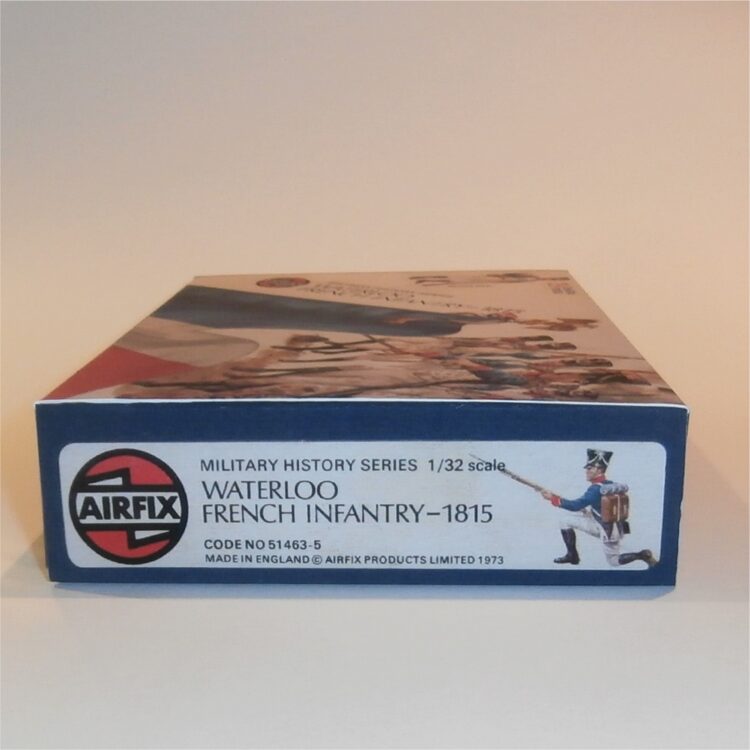 AIRFIX
MILITARY HISTORY SERIES 1/32 scale
WATERLOO
FRENCH INFANTRY–1815
CODE NO 51463-5
MADE IN ENGLAND © AIRFIX PRODUCTS LIMITED 1973